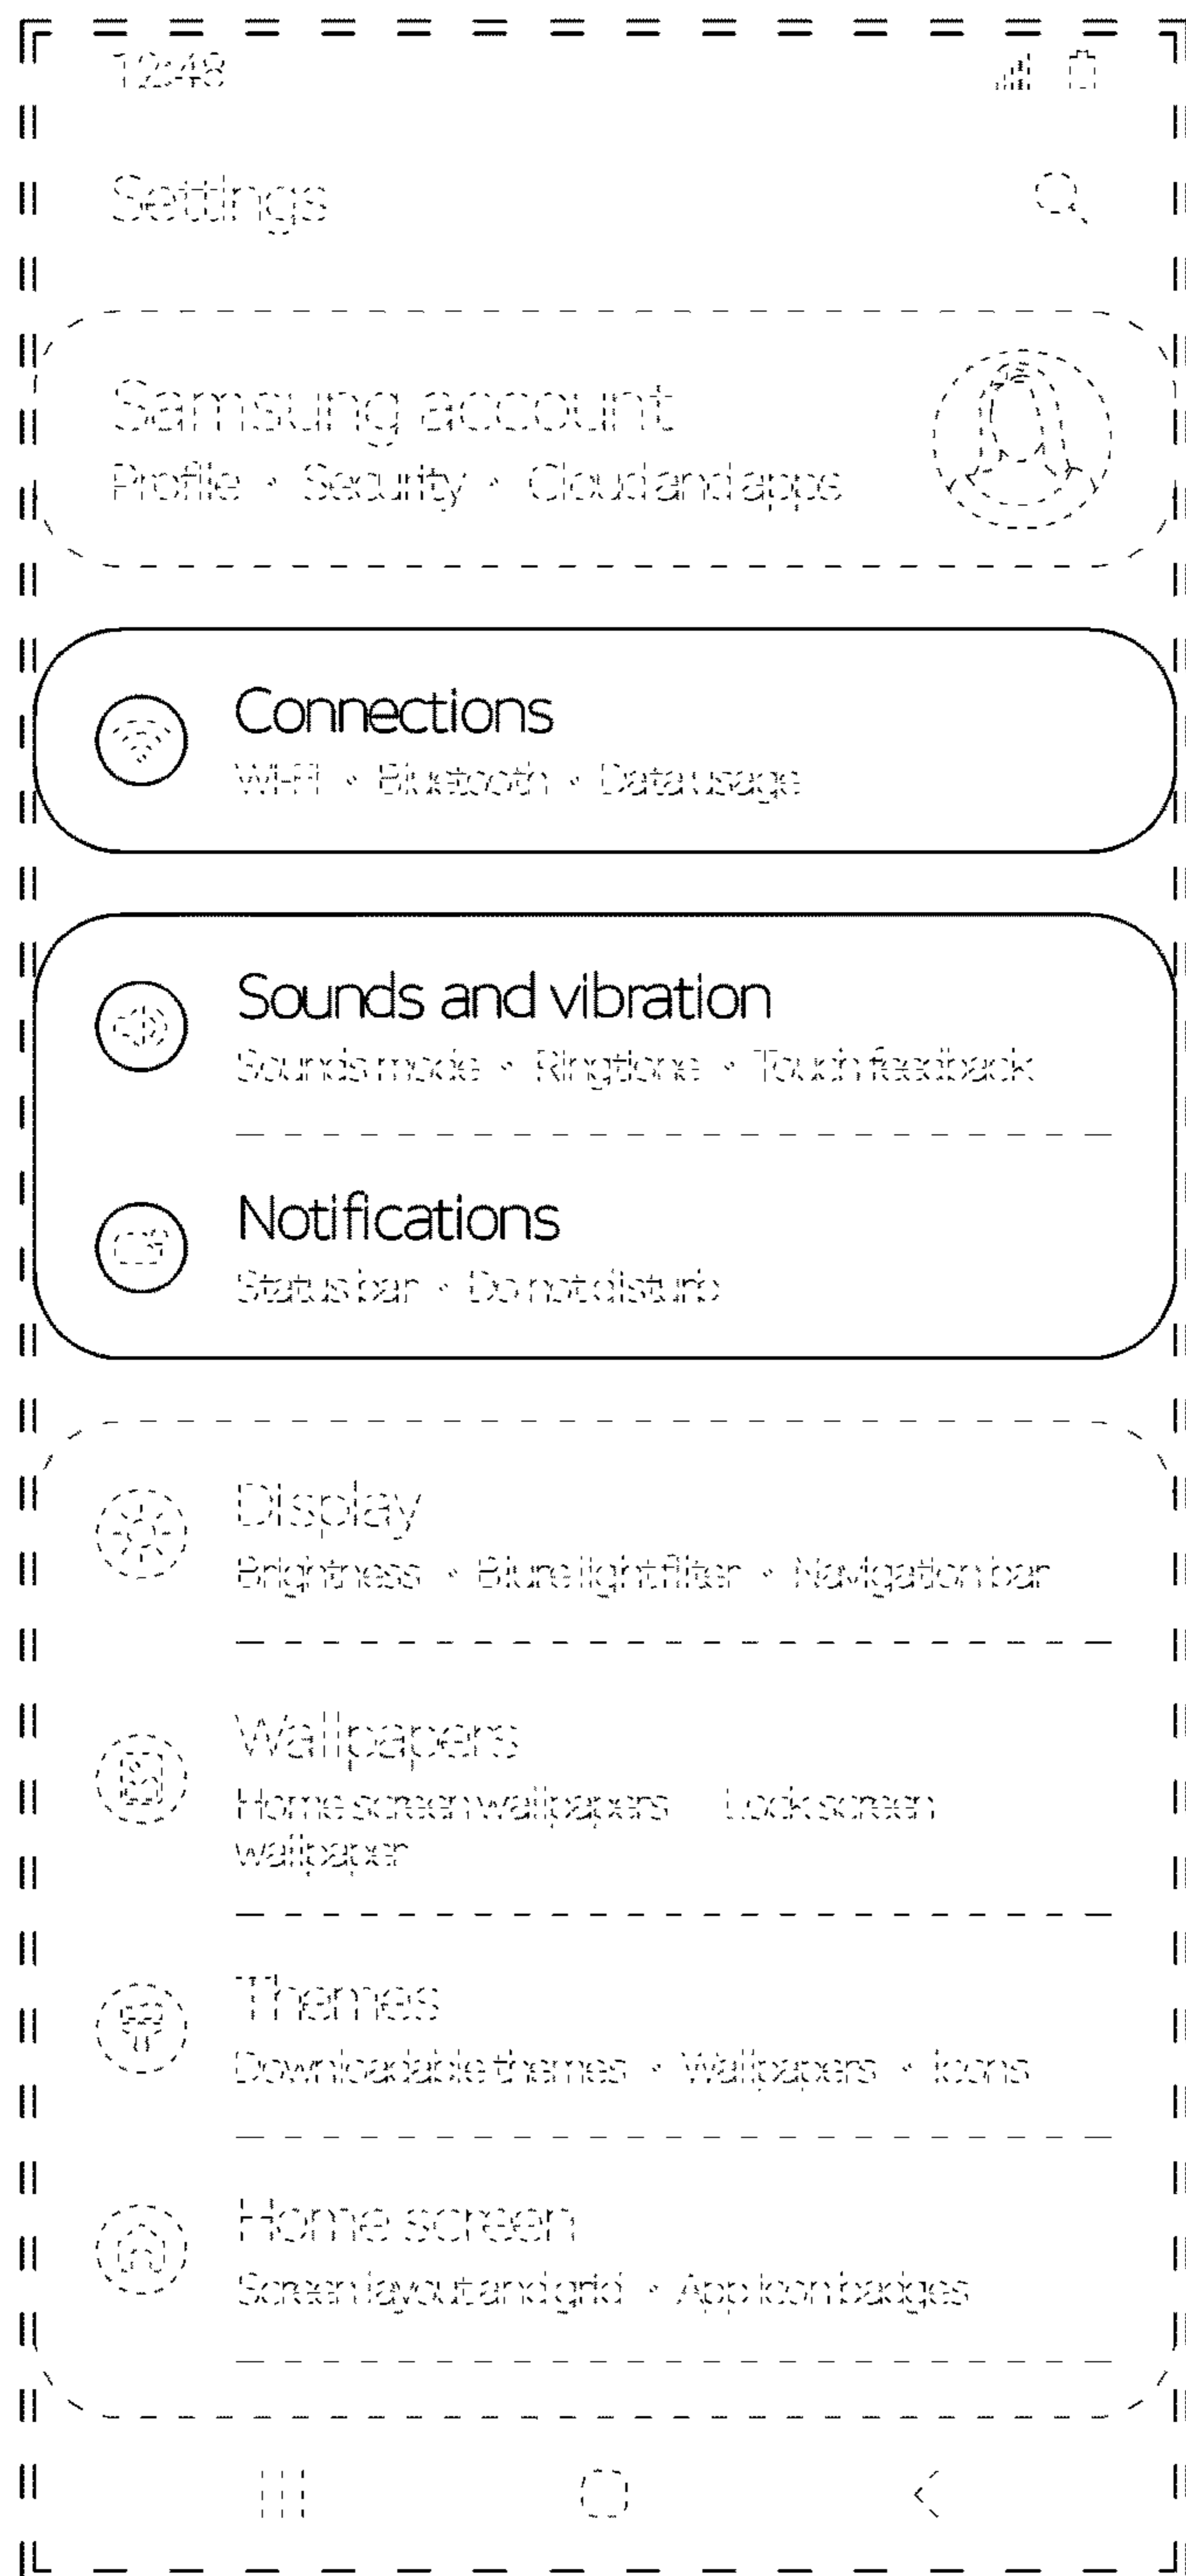 12:48
Settings
Samsung account
Profile • Security • Cloud and apps
Connections
Wi-Fi • Bluetooth • Data usage
Sounds and vibration
Sounds mode • Ringtione • Touch feedback
Notifications
Status bar • Do not disturb
Display
Brightness • Blure light filter • Navigation bar
Wallpapers
Home screen wallpapers Lock screen
wallpaper
Themes
Downloadable themes • Wallpapers • Icons
Home screen
Screen layout and grid • App icon badges